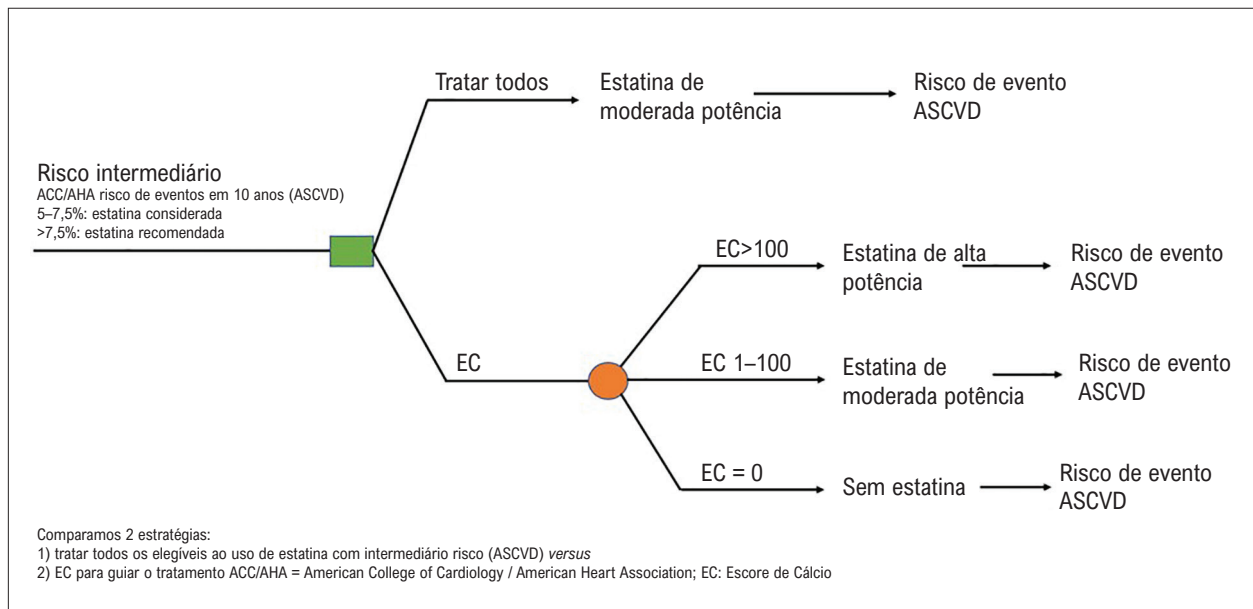 Tratar todos
Estatina de
moderada potência
Risco de evento
ASCVD
Risco intermediário
ACC/AHA risco de eventos em 10 anos (ASCVD)
5–7,5%: estatina considerada
>7,5%: estatina recomendada
EC
EC>100
Estatina de alta
potência
Risco de evento
ASCVD
EC 1–100
Estatina de
moderada potência
Risco de evento
ASCVD
EC = 0
Sem estatina
Risco de evento
ASCVD
Comparamos 2 estratégias:
1) tratar todos os elegíveis ao uso de estatina com intermediário risco (ASCVD) versus
2) EC para guiar o tratamento ACC/AHA = American College of Cardiology / American Heart Association; EC: Escore de Cálcio